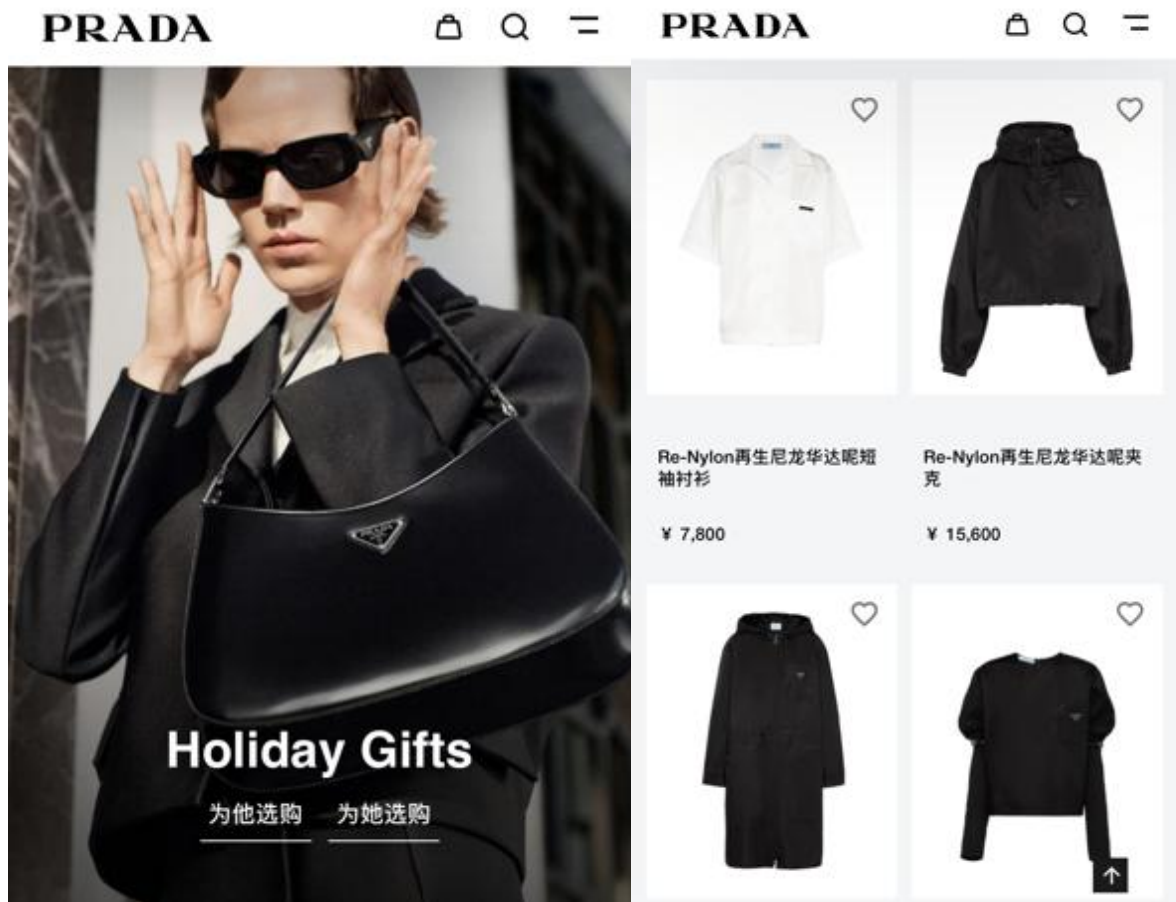 PRADA
Holiday Gifts
为他选购 为她选购
PRADA
Re-Nylon再生尼龙华达呢短
袖衬衫
¥ 7,800
Re-Nylon再生尼龙华达呢夹
克
¥ 15,600